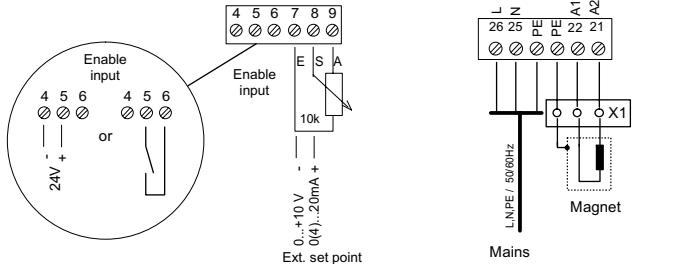 4 5 6 7 8 9
Enable
input
E S A
10k
- +
0...+10 V
0(4)...20mA
Ext. set point
Enable
input
4 5 6
or
4 5 6
- +
24V
L N PE PE A1 A2
26 25 22 21
X1
L,N,PE / 50/60Hz
Mains
Magnet